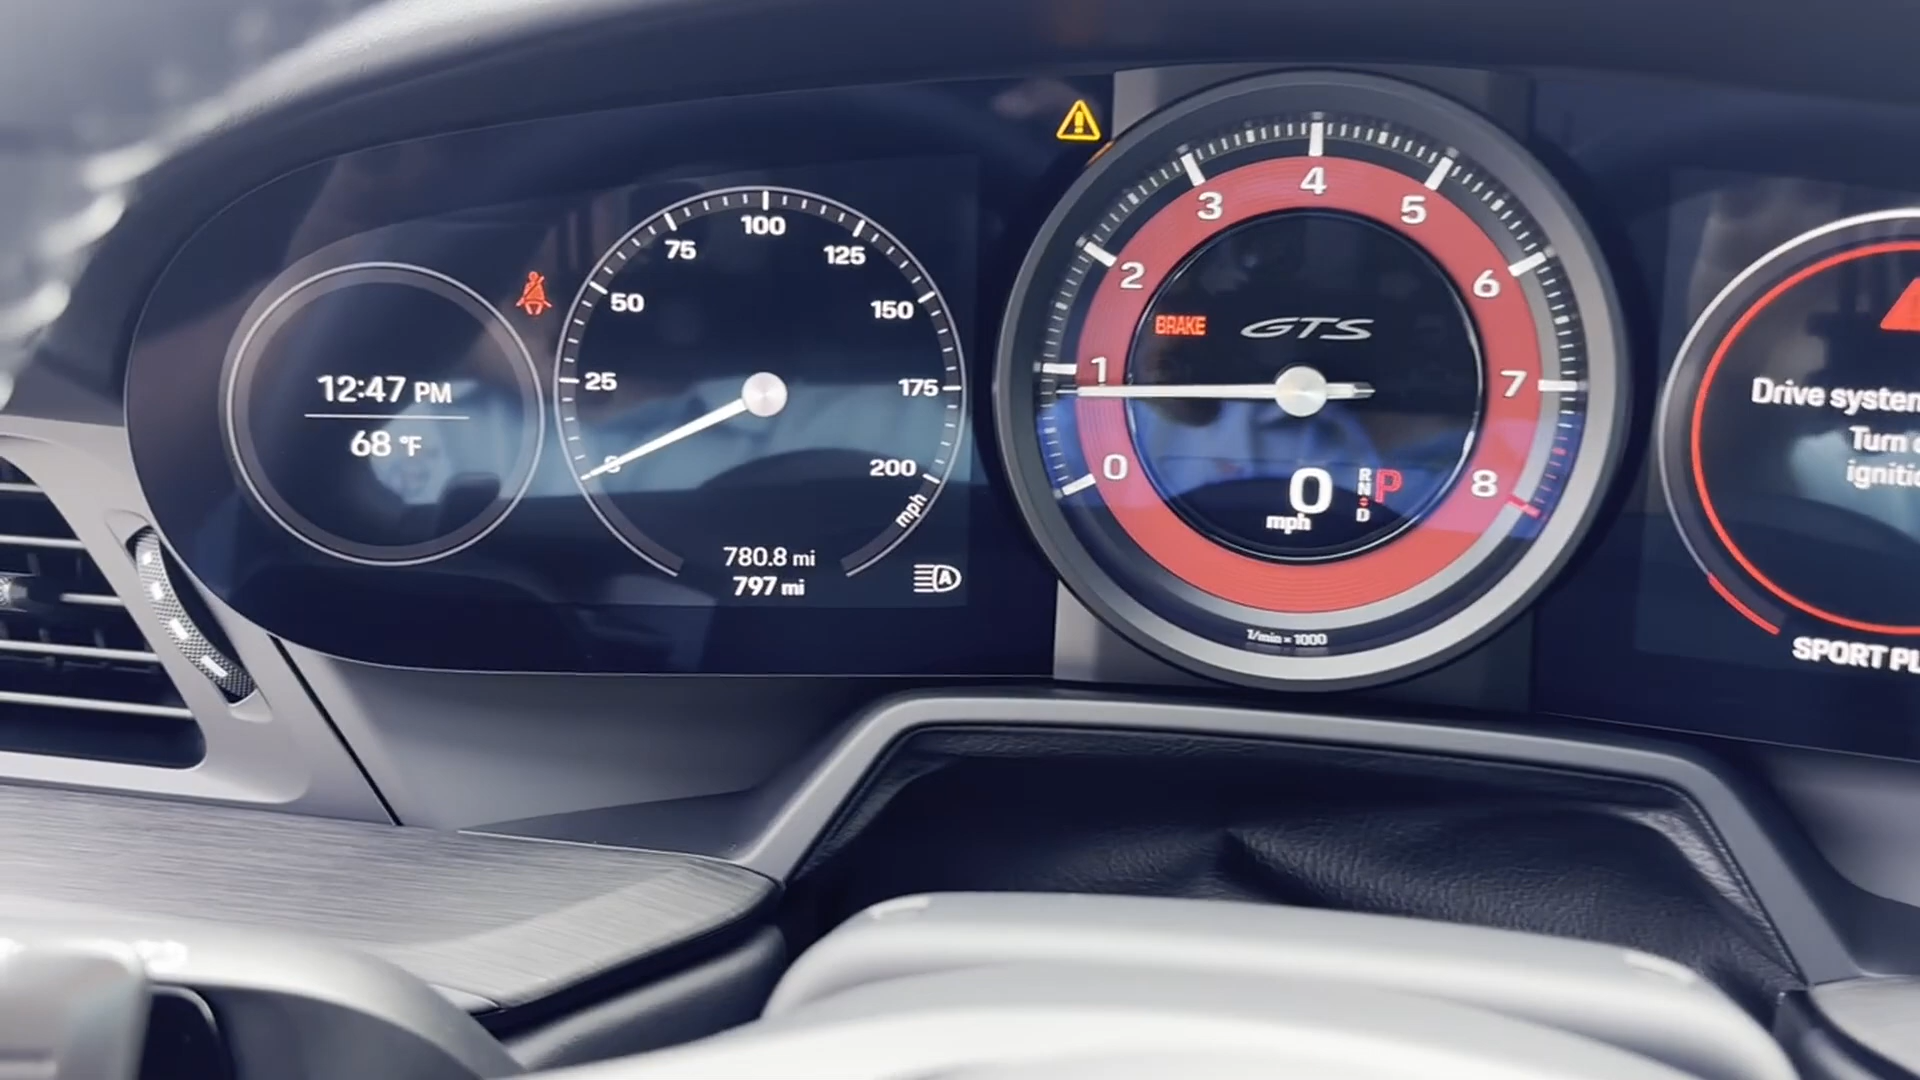 12:47 PM
68 °F
25
50
75
100
125
150
175
200
mph
780.8 mi
797 mi
A
0
1
2
3
4
5
6
7
8
BRAKE
GTS
0
mph
R
N
D
P
1/min = 1000
Drive system
Turn
ignitio
SPORT PL